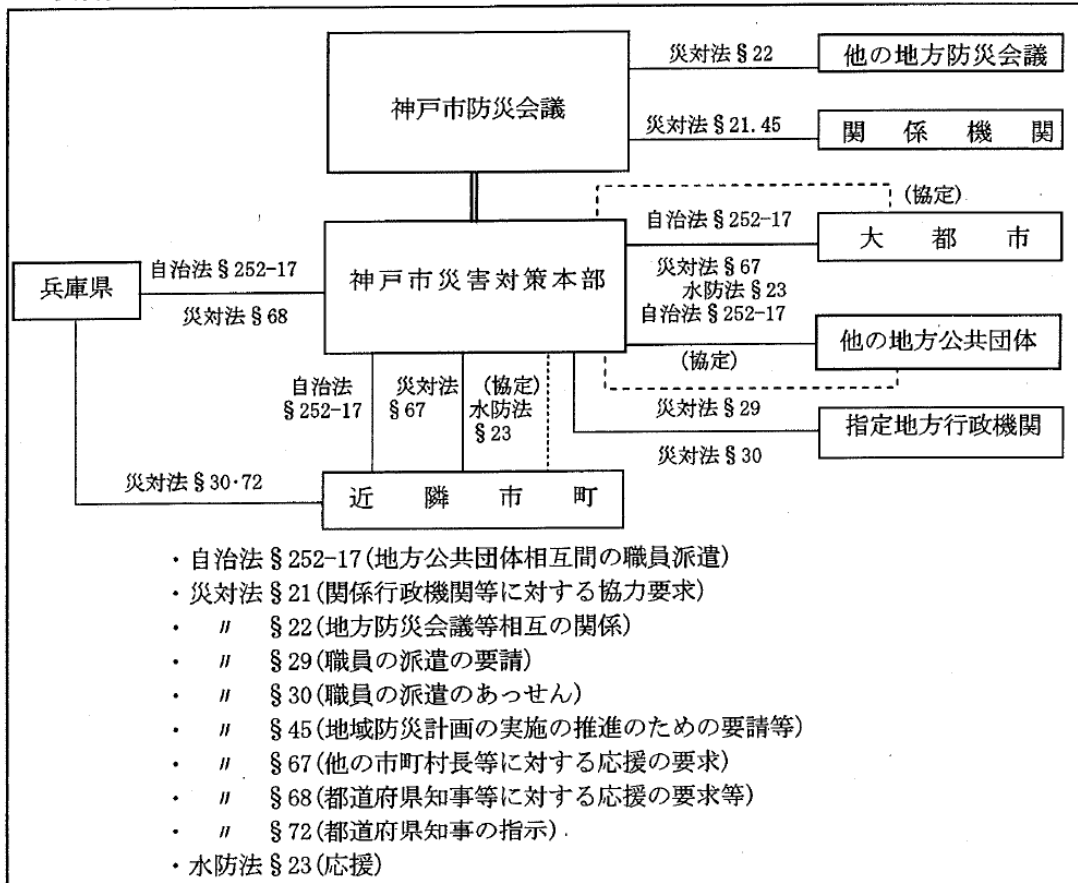 災対法§22
他の地方防災会議
神戸市防災会議
災対法§21.45
関係機関
(協定)
自治法§252-17
大都市
兵庫県
自治法§252-17
災対法§68
神戸市災害対策本部
災対法§67
水防法§23
自治法§252-17
他の地方公共団体
(協定)
自治法
§252-17
災対法
§67
(協定)
水防法
§23
災対法§29
指定地方行政機関
災対法§30
災対法§30·72
近隣市町
・自治法§252-17(地方公共団体相互間の職員派遣)
・災対法§21(関係行政機関等に対する協力要求)
・〃§22(地方防災会議等相互の関係)
・〃§29(職員の派遣の要請)
・〃§30(職員の派遣のあっせん)
・〃§45(地域防災計画の実施の推進のための要請等)
・〃§67(他の市町村長等に対する応援の要求)
・〃§68(都道府県知事等に対する応援の要求等)
・〃§72(都道府県知事の指示)
・水防法§23(応援)